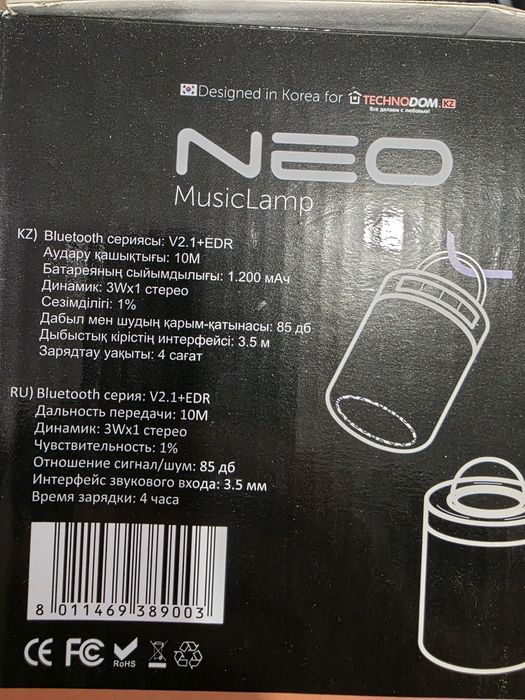 Designed in Korea for TECHNODOM.KZ
Все делаем с любовью!
NEO
MusicLamp
KZ) Bluetooth сериясы: V2.1+EDR
Аудару қашықтығы: 10М
Батареяның сыйымдылығы: 1.200 мАч
Динамик: 3Wx1 стерео
Сезімділігі: 1%
Дабыл мен шудың қарым-қатынасы: 85 дб
Дыбыстық кірістің интерфейсі: 3.5 м
Зарядтау уақыты: 4 сағат
RU) Bluetooth серия: V2.1+EDR
Дальность передачи: 10М
Динамик: 3Wx1 стерео
Чувствительность: 1%
Отношение сигнал/шум: 85 дб
Интерфейс звукового входа: 3.5 мм
Время зарядки: 4 часа
8 011469 389003
CE FC RoHS